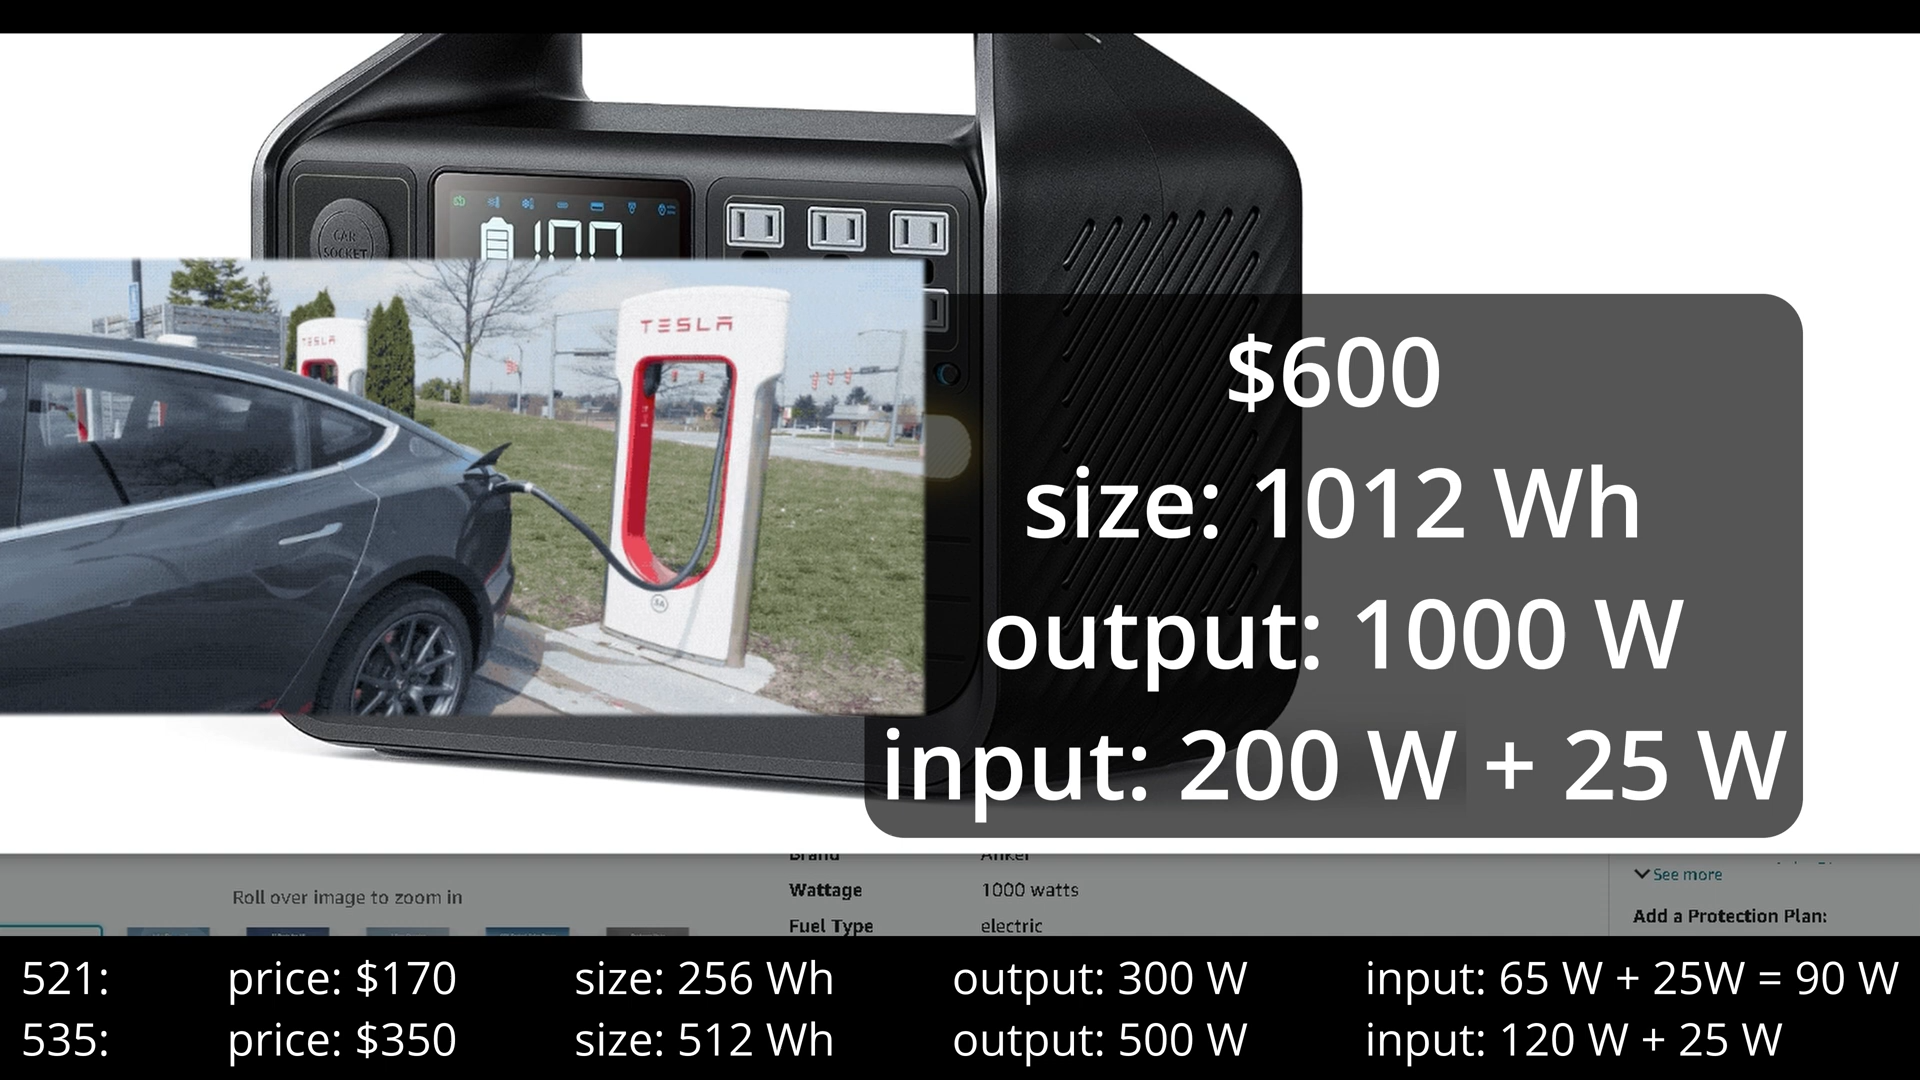 CAR
SOCKET
100
TESLA
TESLA
$600
size: 1012 Wh
output: 1000 W
input: 200 W + 25 W
Brand Anker
Roll over image to zoom in
Wattage 1000 watts
Fuel Type electric
See more
Add a Protection Plan:
521: price: $170 size: 256 Wh output: 300 W input: 65 W + 25W = 90 W
535: price: $350 size: 512 Wh output: 500 W input: 120 W + 25 W